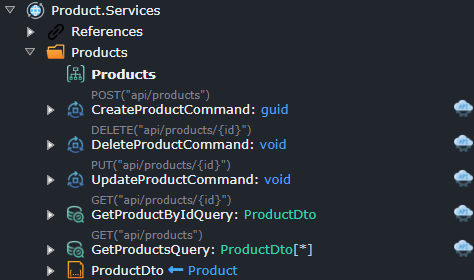 Product.Services
References
Products
Products
POST("api/products")
CreateProductCommand: guid
DELETE("api/products/{id}")
DeleteProductCommand: void
PUT("api/products/{id}")
UpdateProductCommand: void
GET("api/products/{id}")
GetProductByIdQuery: ProductDto
GET("api/products")
GetProductsQuery: ProductDto[*]
ProductDto ← Product